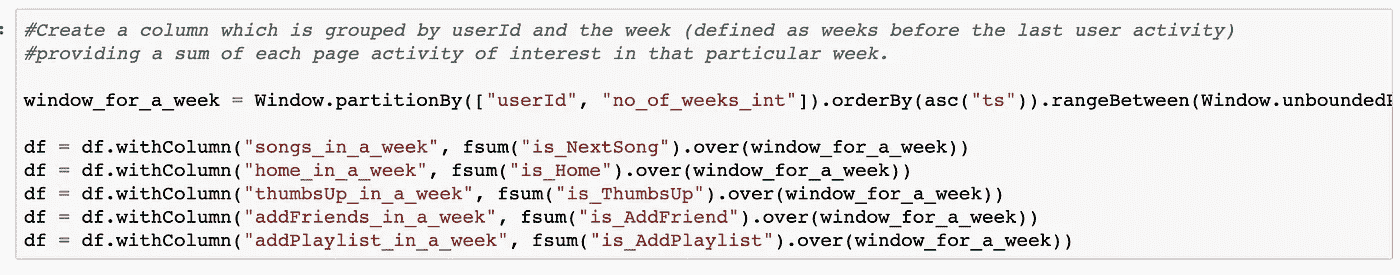 :
#Create a column which is grouped by userId and the week (defined as weeks before the last user activity)
#providing a sum of each page activity of interest in that particular week.
window_for_a_week = Window.partitionBy(["userId", "no_of_weeks_int"]).orderBy(asc("ts")).rangeBetween(Window.unbounded
df = df.withColumn("songs_in_a_week", fsum("is_NextSong").over(window_for_a_week))
df = df.withColumn("home_in_a_week", fsum("is_Home").over(window_for_a_week))
df = df.withColumn("thumbsUp_in_a_week", fsum("is_ThumbsUp").over(window_for_a_week))
df = df.withColumn("addFriends_in_a_week", fsum("is_AddFriend").over(window_for_a_week))
df = df.withColumn("addPlaylist_in_a_week", fsum("is_AddPlaylist").over(window_for_a_week))